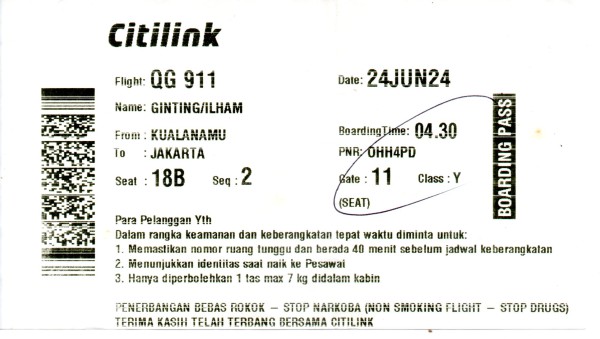 Citilink
Flight: QG 911 Date: 24JUN24
Name: GINTING/ILHAM
From : KUALANAMU BoardingTime: 04.30
To : JAKARTA PNR: OHH4PD
Seat : 18B Seq : 2 Gate : 11 Class : Y
(SEAT)
BOARDING PASS
Para Pelanggan Yth
Dalam rangka keamanan dan keberangkatan tepat waktu diminta untuk:
1. Memastikan nomor ruang tunggu dan berada 40 menit sebelum jadwal keberangkatan
2. Menunjukkan identitas saat naik ke Pesawat
3. Hanya diperbolehkan 1 tas max 7 kg didalam kabin
PENERBANGAN BEBAS ROKOK – STOP NARKOBA (NON SMOKING FLIGHT – STOP DRUGS)
TERIMA KASIH TELAH TERBANG BERSAMA CITILINK